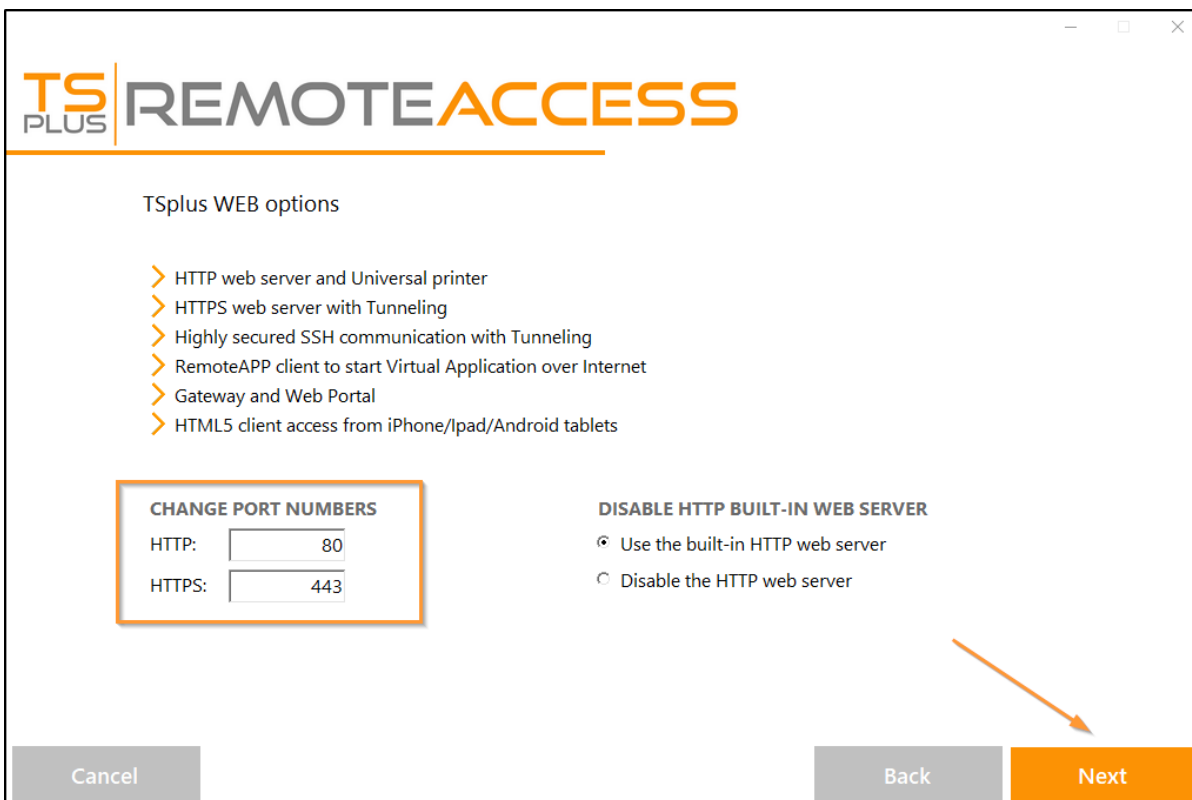 TS PLUS REMOTEACCESS
TSplus WEB options
HTTP web server and Universal printer
HTTPS web server with Tunneling
Highly secured SSH communication with Tunneling
RemoteAPP client to start Virtual Application over Internet
Gateway and Web Portal
HTML5 client access from iPhone/Ipad/Android tablets
CHANGE PORT NUMBERS
HTTP: 80
HTTPS: 443
DISABLE HTTP BUILT-IN WEB SERVER
Use the built-in HTTP web server
Disable the HTTP web server
Cancel
Back
Next